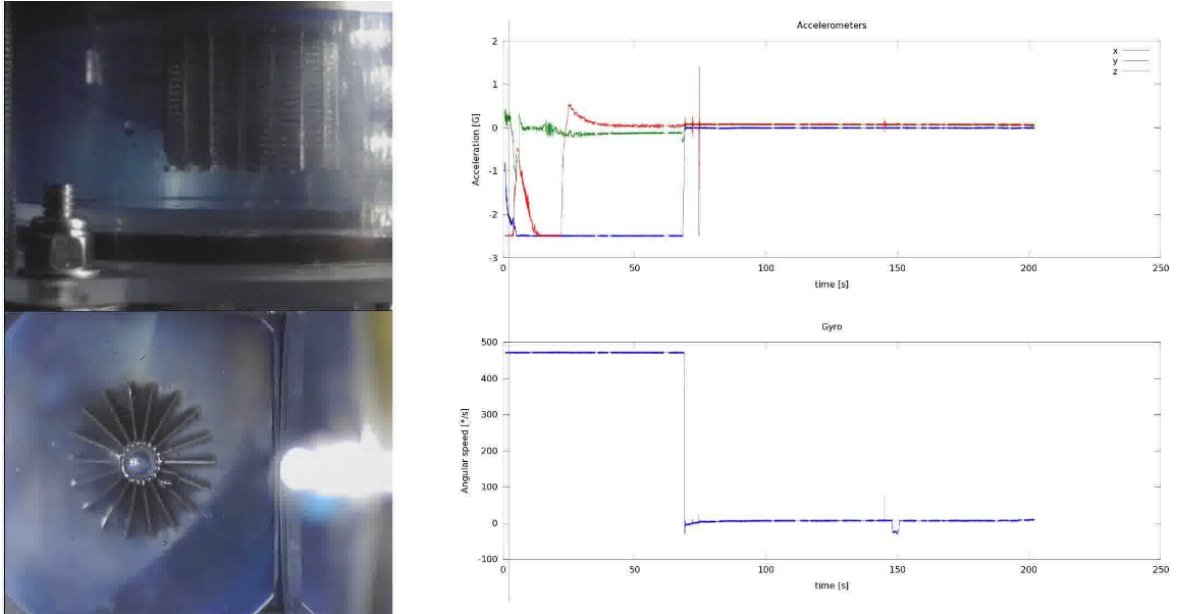 Accelerometers
2
1
0
-1
-2
-3
Acceleration [G]
x
y
z
0
50
100
150
200
250
time [s]
Gyro
500
400
300
200
100
0
-100
Angular speed [°/s]
0
50
100
150
200
250
time [s]